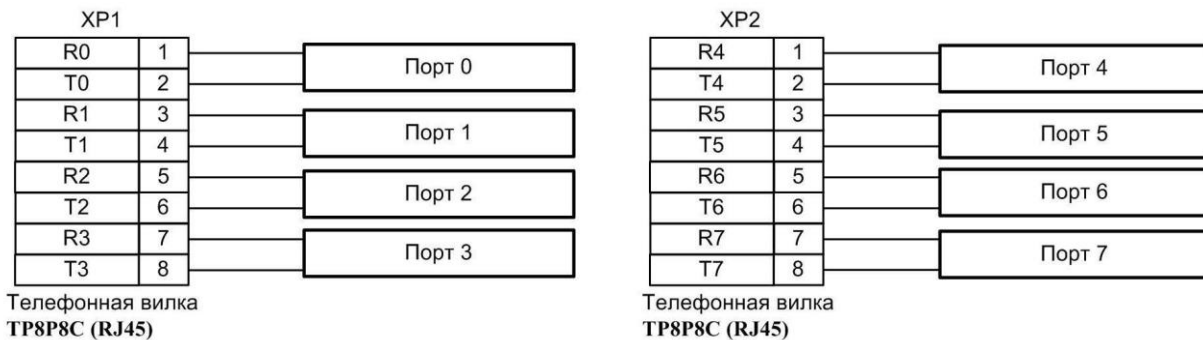 XP1
R0 1
T0 2
Порт 0
R1 3
T1 4
Порт 1
R2 5
T2 6
Порт 2
R3 7
T3 8
Порт 3
Телефонная вилка
TP8P8C (RJ45)
XP2
R4 1
T4 2
Порт 4
R5 3
T5 4
Порт 5
R6 5
T6 6
Порт 6
R7 7
T7 8
Порт 7
Телефонная вилка
TP8P8C (RJ45)